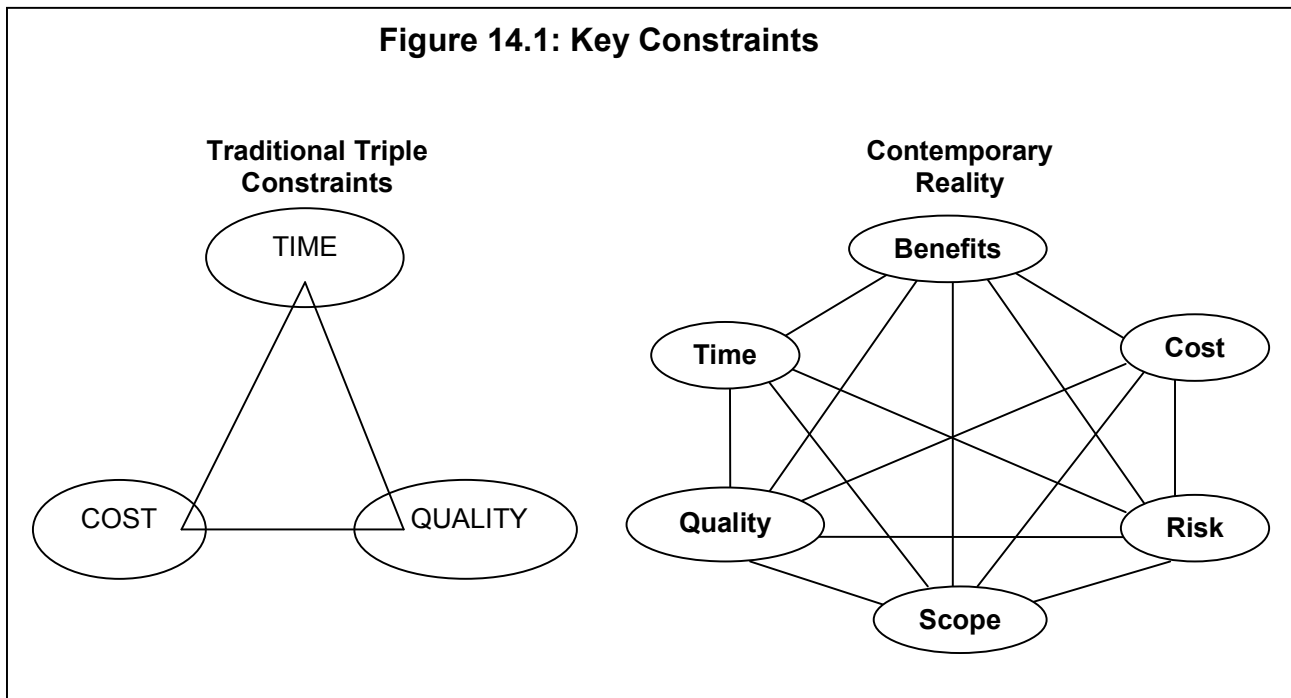 Figure 14.1: Key Constraints
Traditional Triple
Constraints
TIME
COST
QUALITY
Contemporary
Reality
Benefits
Time
Cost
Quality
Risk
Scope